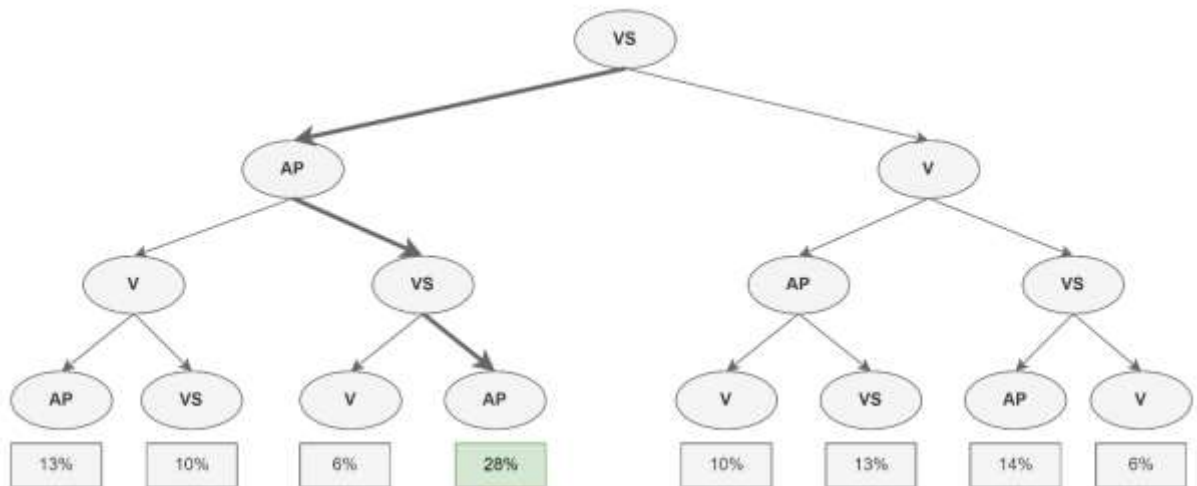 VS
AP V
V VS AP VS
AP VS V AP V VS AP V
13% 10% 6% 28% 10% 13% 14% 6%